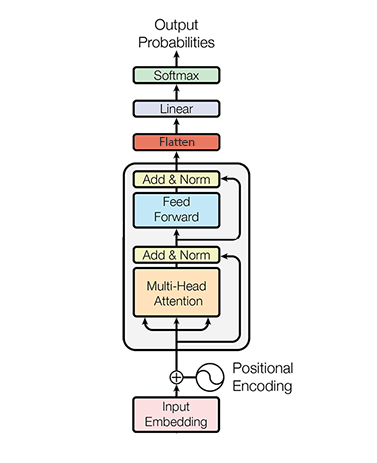 Output
Probabilities
Softmax
Linear
Flatten
Add & Norm
Feed
Forward
Add & Norm
Multi-Head
Attention
Positional
Encoding
Input
Embedding